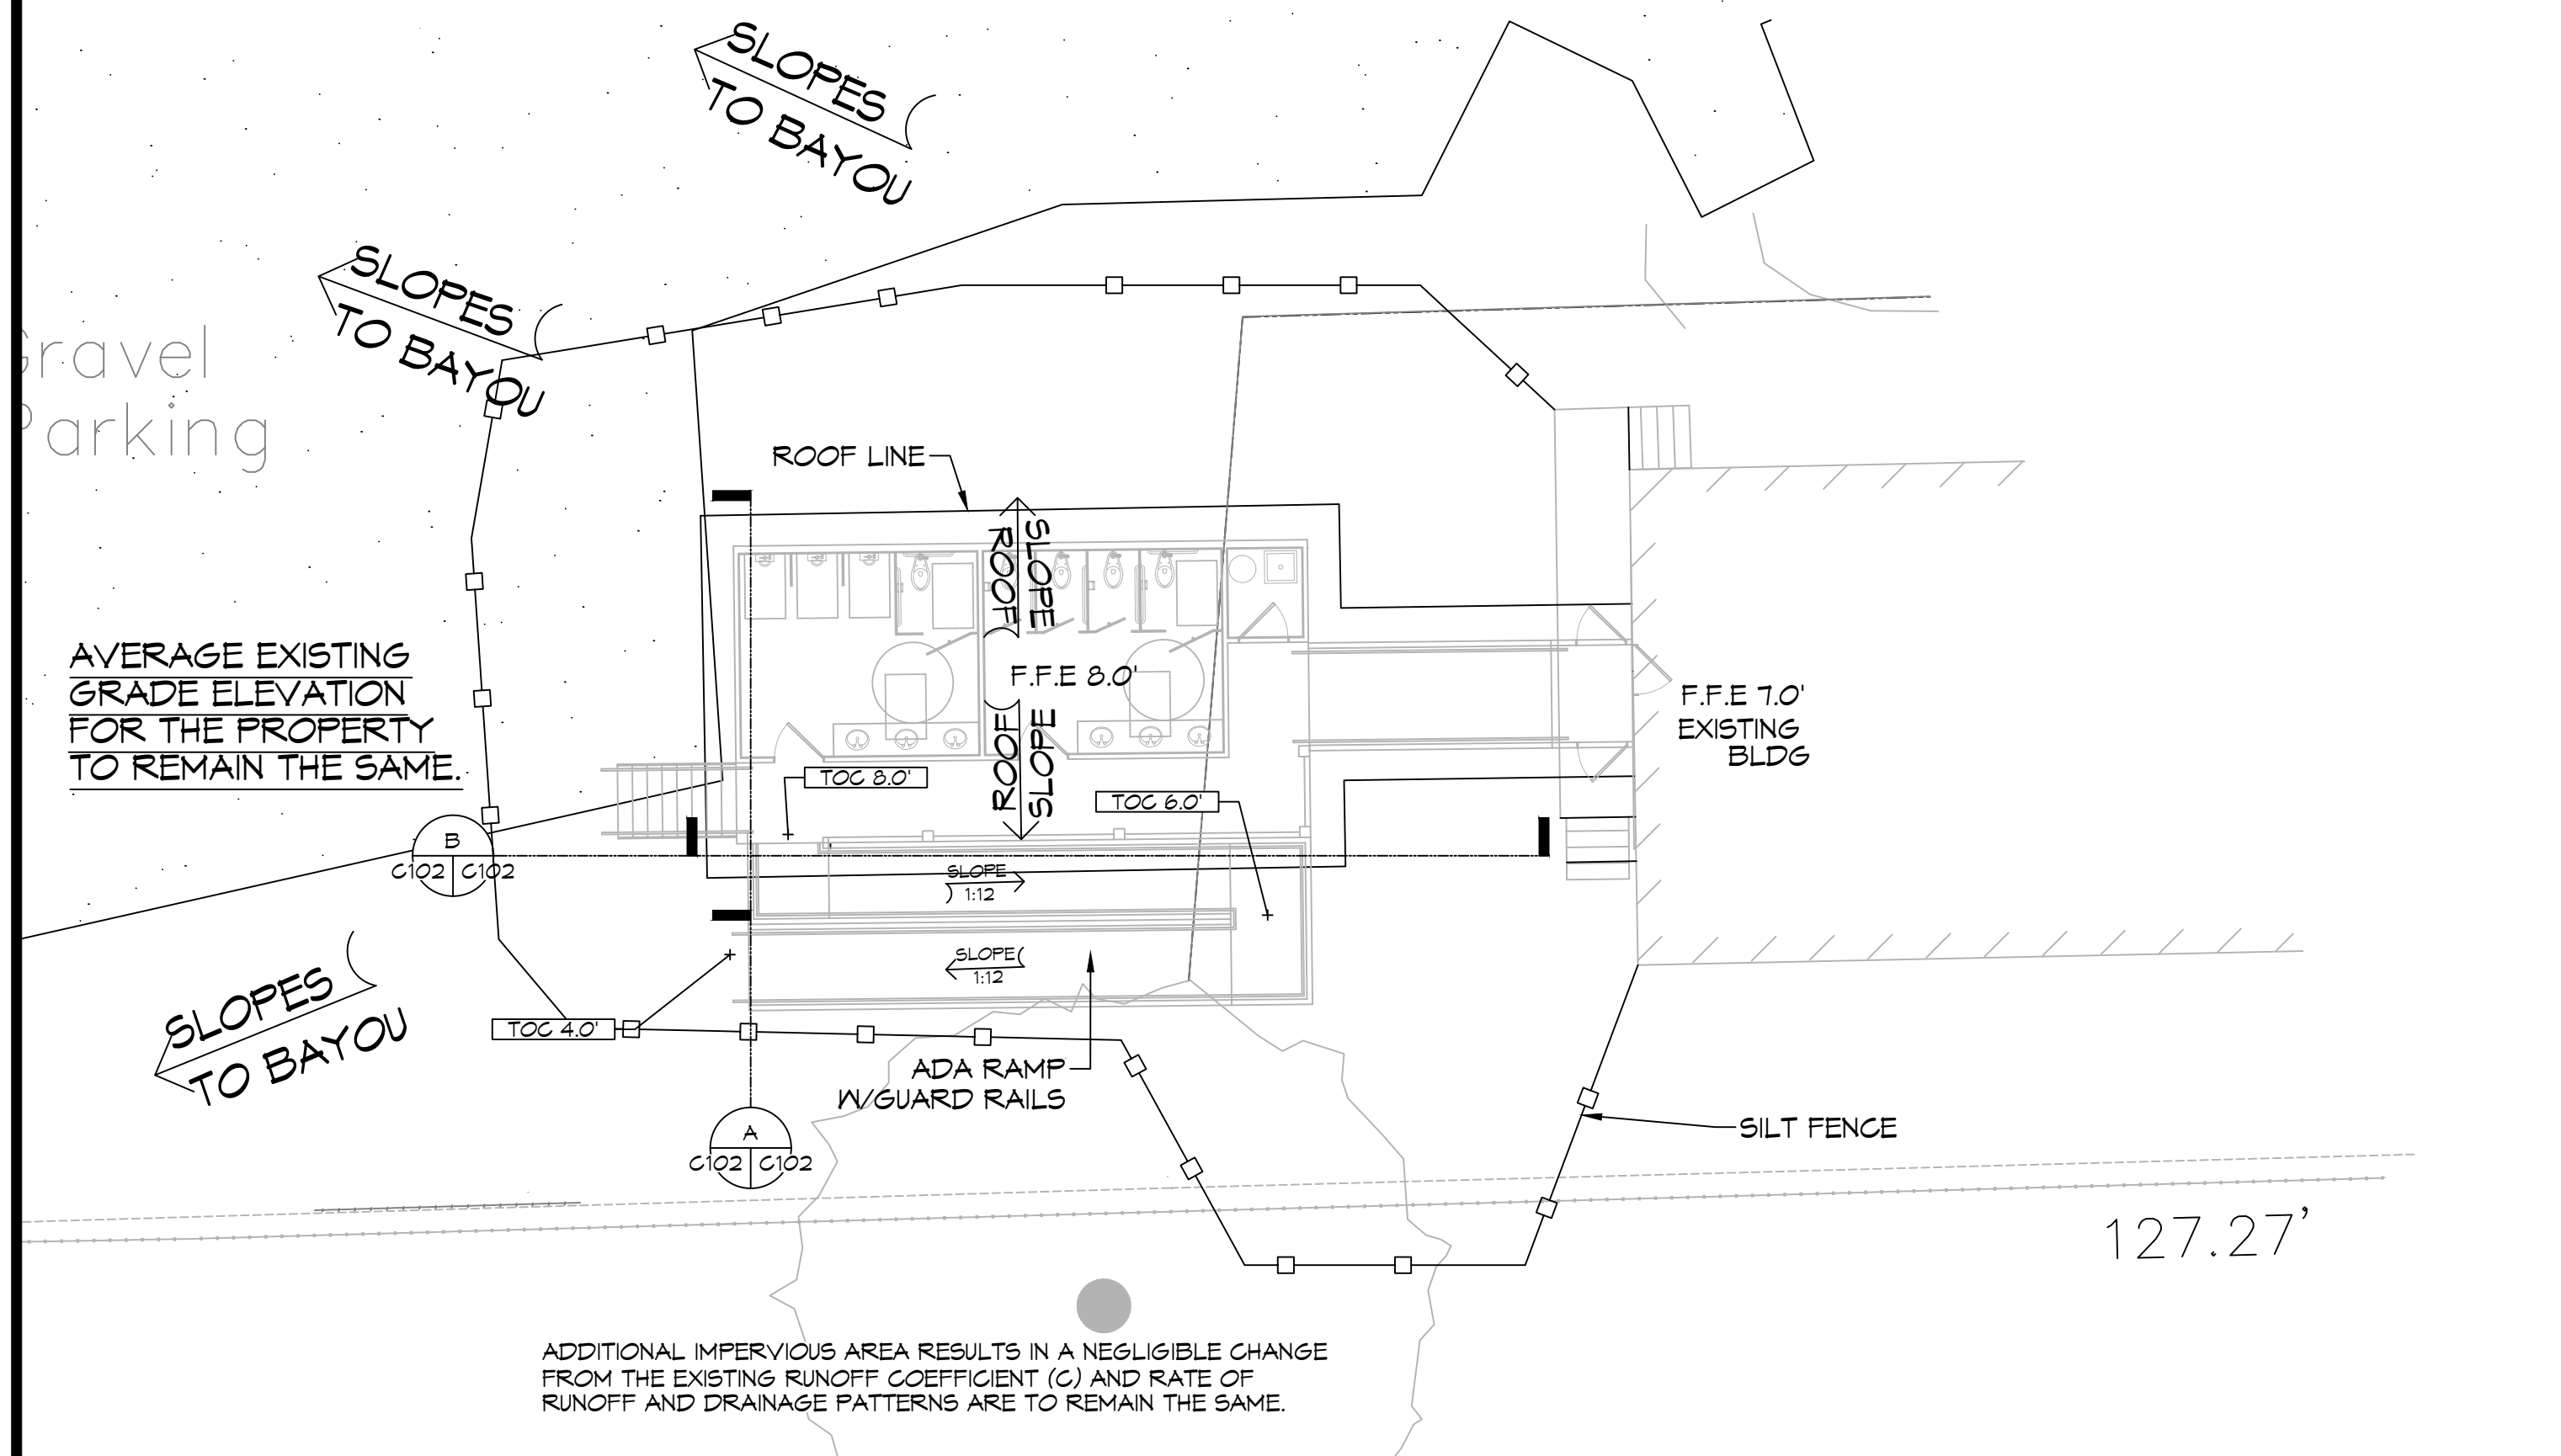 SLOPES
TO BAYOU
SLOPES
TO BAYOU
Gravel
Parking
ROOF LINE
ROOF SLOPE
F.F.E 8.0'
ROOF SLOPE
AVERAGE EXISTING
GRADE ELEVATION
FOR THE PROPERTY
TO REMAIN THE SAME.
F.F.E 7.0'
EXISTING
BLDG
TOC 8.0'
TOC 6.0'
B
C102 C102
SLOPE
1:12
SLOPE
1:12
SLOPES
TO BAYOU
TOC 4.0'
ADA RAMP
W/GUARD RAILS
A
C102 C102
SILT FENCE
127.27'
ADDITIONAL IMPERVIOUS AREA RESULTS IN A NEGLIGIBLE CHANGE
FROM THE EXISTING RUNOFF COEFFICIENT (C) AND RATE OF
RUNOFF AND DRAINAGE PATTERNS ARE TO REMAIN THE SAME.